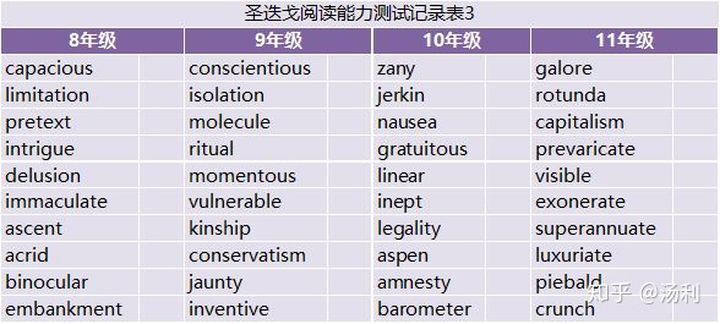 圣迭戈阅读能力测试记录表3
8年级 9年级 10年级 11年级
capacious conscientious zany galore
limitation isolation jerkin rotunda
pretext molecule nausea capitalism
intrigue ritual gratuitous prevaricate
delusion momentous linear visible
immaculate vulnerable inept exonerate
ascent kinship legality superannuate
acrid conservatism aspen luxuriate
binocular jaunty amnesty piebald
embankment inventive barometer crunch
知乎 @汤利